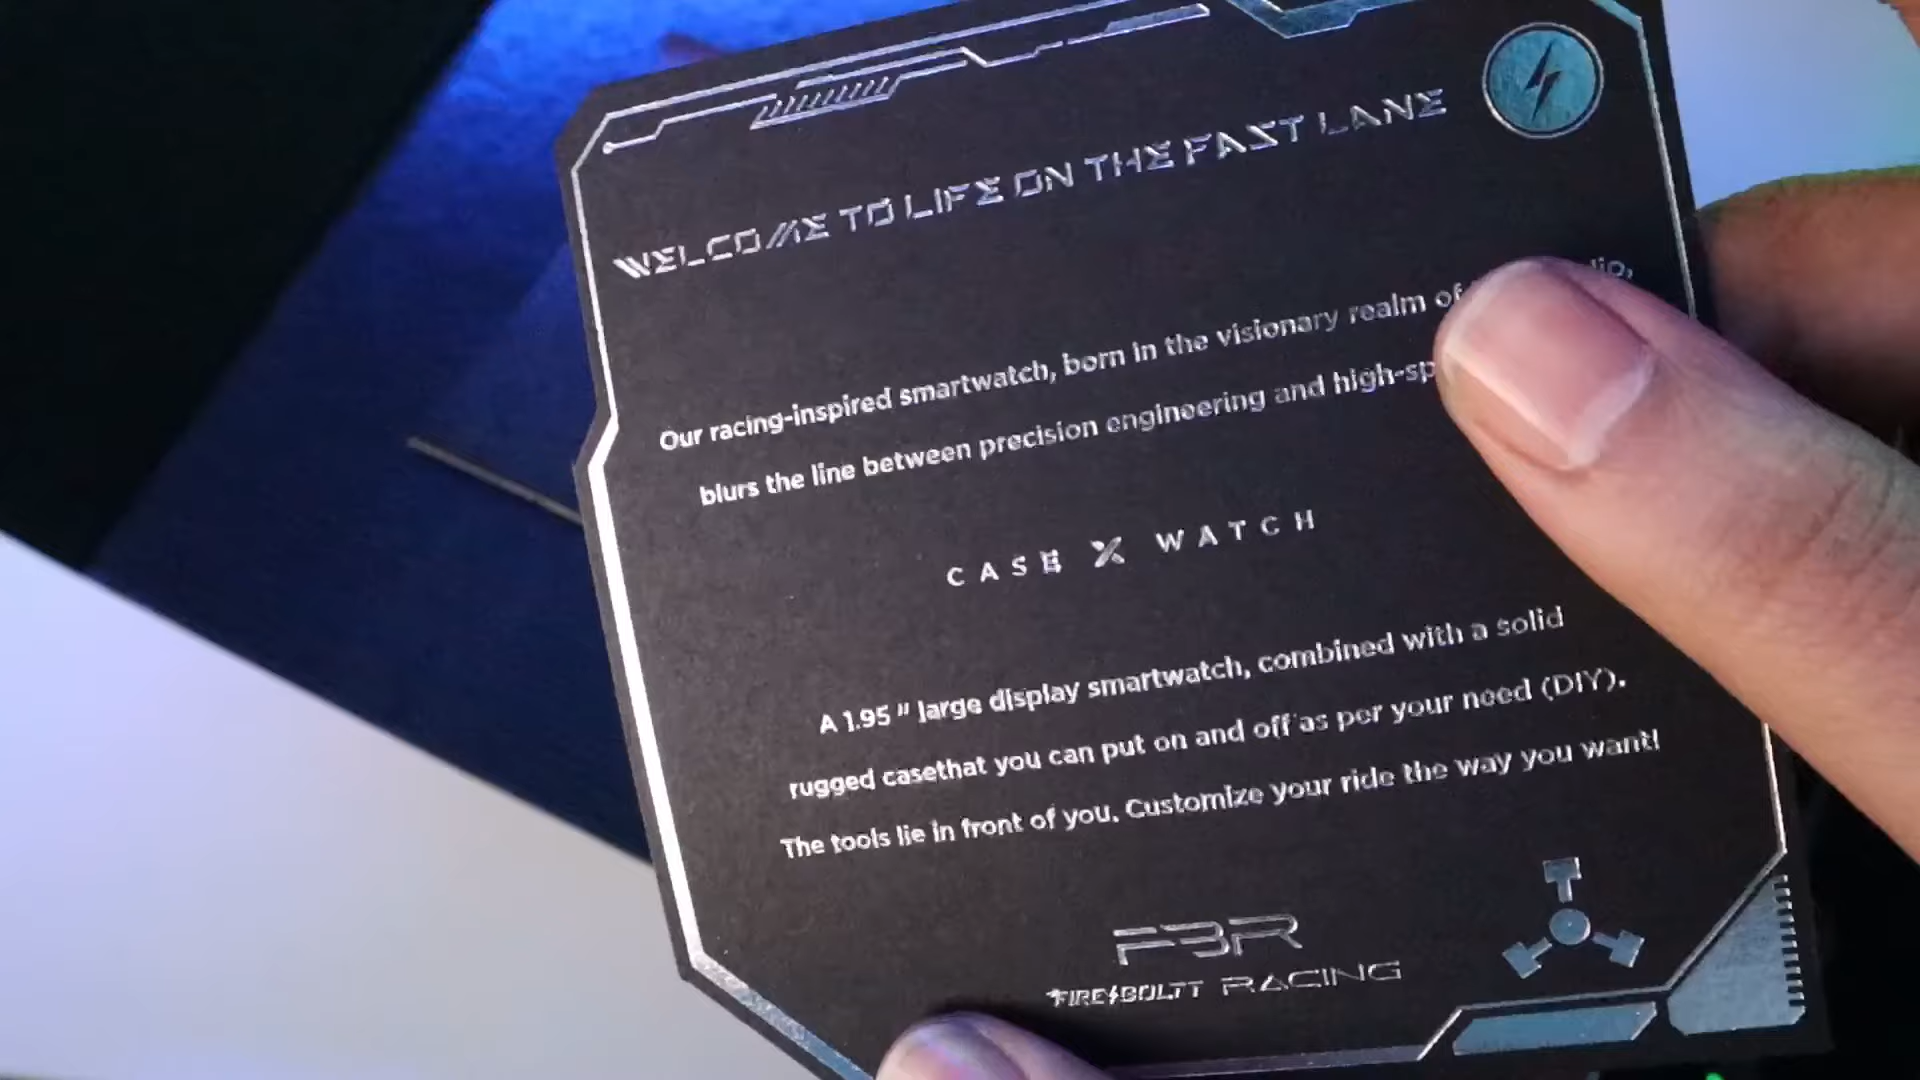 WELCOME TO LIFE ON THE FAST LANE
Our racing-inspired smartwatch, born in the visionary realm of
blurs the line between precision engineering and
CASE X WATCH
A 1.95" large display smartwatch, combined with a solid
rugged casethat you can put on and off as per your need (DIY).
The tools lie in front of you. Customize your ride the way you want!
FBR
FIRE BOLTT RACING